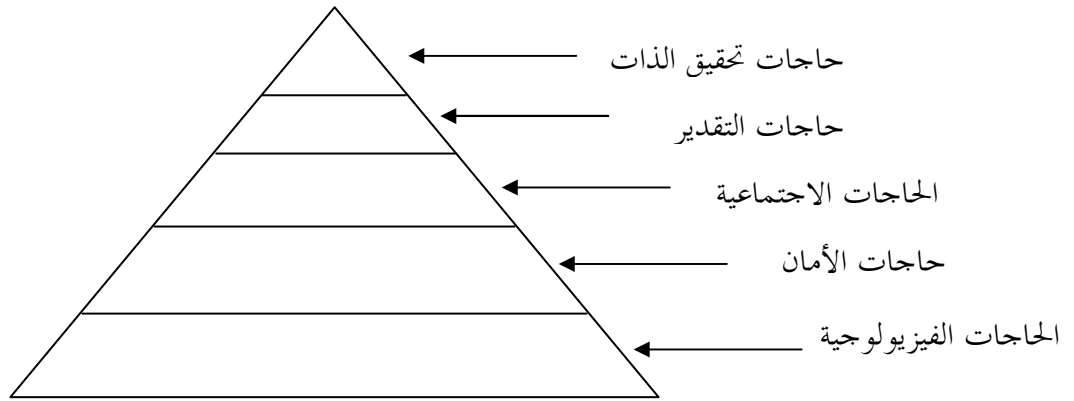 حاجات تحقيق الذات
حاجات التقدير
الحاجات الاجتماعية
حاجات الأمان
الحاجات الفيزيولوجية